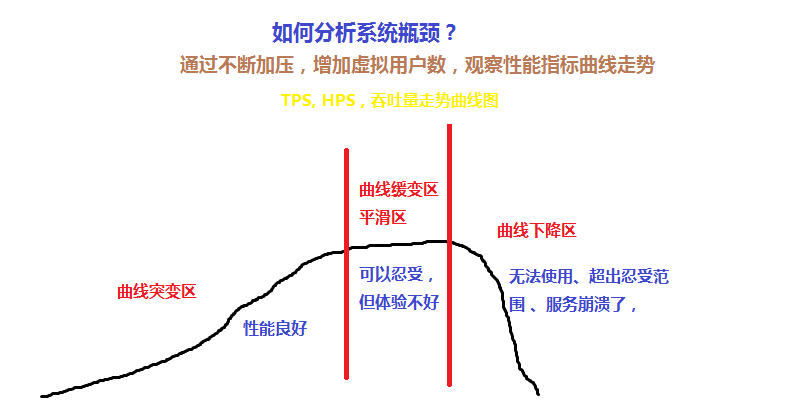 如何分析系统瓶颈？
通过不断加压，增加虚拟用户数，观察性能指标曲线走势
TPS, HPS，吞吐量走势曲线图
曲线缓变区
平滑区
曲线下降区
可以忍受，
但体验不好
无法使用、超出忍受范
围、服务崩溃了，
曲线突变区
性能良好